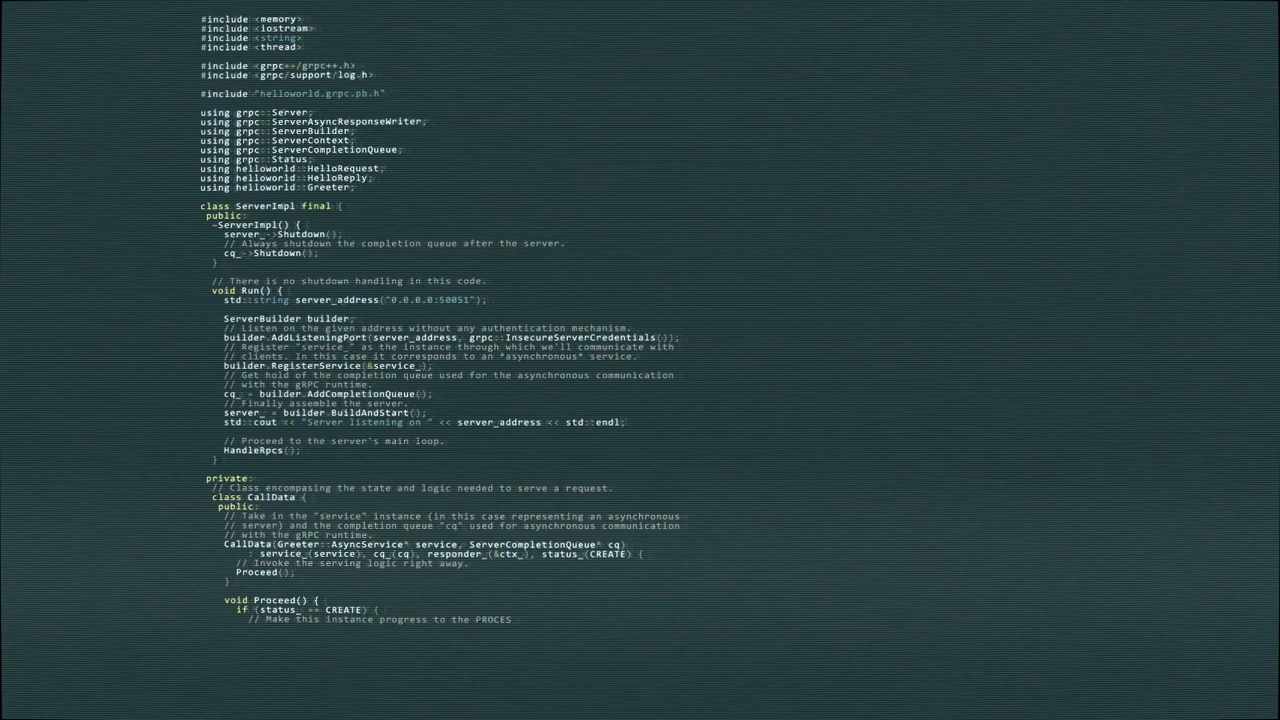 #include <memory>
#include <iostream>
#include <string>
#include <thread>
#include <grpc++/grpc++.h>
#include <grpc/support/log.h>
#include "helloworld.grpc.pb.h"
using grpc::Server;
using grpc::ServerAsyncResponseWriter;
using grpc::ServerBuilder;
using grpc::ServerContext;
using grpc::ServerCompletionQueue;
using grpc::Status;
using helloworld::HelloRequest;
using helloworld::HelloReply;
using helloworld::Greeter;
class ServerImpl final {
public:
~ServerImpl() {
server_->Shutdown();
// Always shutdown the completion queue after the server.
cq_->Shutdown();
}
// There is no shutdown handling in this code.
void Run() {
std::string server_address("0.0.0.0:50051");
ServerBuilder builder;
// Listen on the given address without any authentication mechanism.
builder.AddListeningPort(server_address, grpc::InsecureServerCredentials());
// Register "service_" as the instance through which we'll communicate with
// clients. In this case it corresponds to an *asynchronous* service.
builder.RegisterService(&service_);
// Get hold of the completion queue used for the asynchronous communication
// with the gRPC runtime.
cq_ = builder.AddCompletionQueue();
// Finally assemble the server.
server_ = builder.BuildAndStart();
std::cout << "Server listening on " << server_address << std::endl;
// Proceed to the server's main loop.
HandleRpcs();
}
private:
// Class encompasing the state and logic needed to serve a request.
class CallData {
public:
// Take in the "service" instance (in this case representing an asynchronous
// server) and the completion queue "cq" used for asynchronous communication
// with the gRPC runtime.
CallData(Greeter::AsyncService* service, ServerCompletionQueue* cq)
: service_(service), cq_(cq), responder_(&ctx_), status_(CREATE) {
// Invoke the serving logic right away.
Proceed();
}
void Proceed() {
if (status_ == CREATE) {
// Make this instance progress to the PROCES